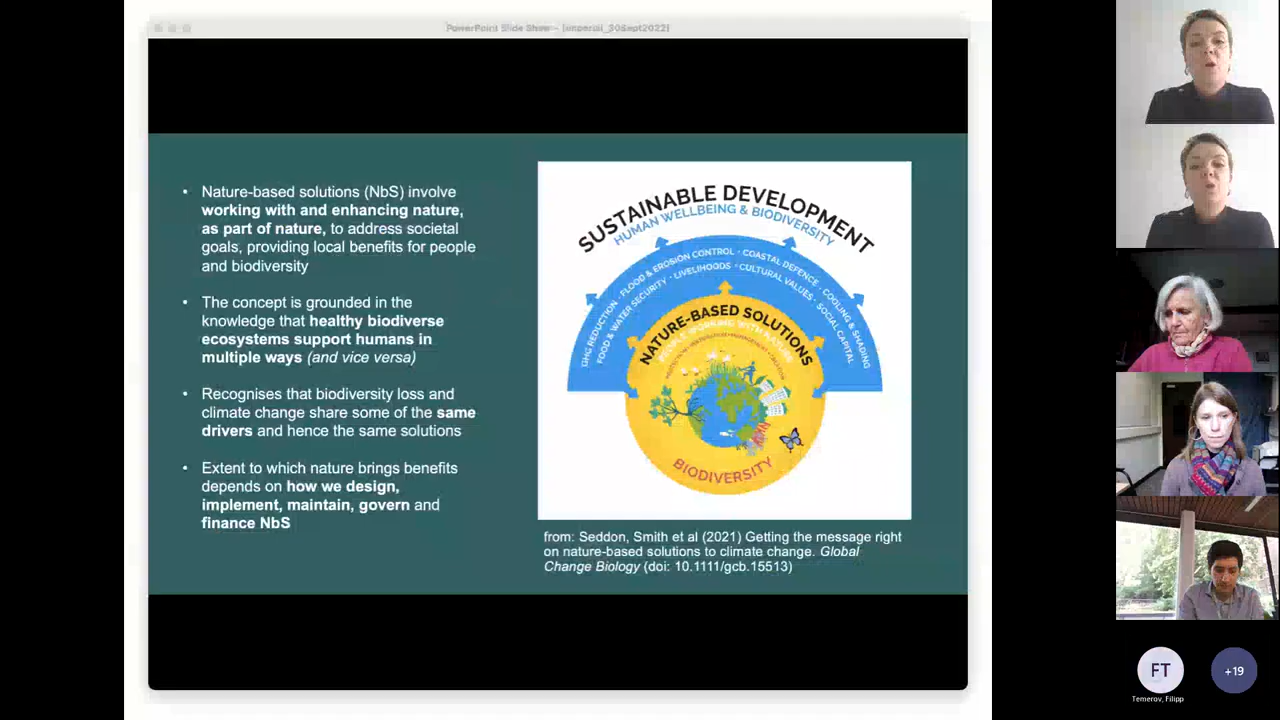 PowerPoint Slide Show - [Imperial_30Sept2022]
• Nature-based solutions (NbS) involve
working with and enhancing nature,
as part of nature, to address societal
goals, providing local benefits for people
and biodiversity
• The concept is grounded in the
knowledge that healthy biodiverse
ecosystems support humans in
multiple ways (and vice versa)
• Recognises that biodiversity loss and
climate change share some of the same
drivers and hence the same solutions
• Extent to which nature brings benefits
depends on how we design,
implement, maintain, govern and
finance NbS
SUSTAINABLE DEVELOPMENT
HUMAN WELLBEING & BIODIVERSITY
GHG REDUCTION · FLOOD & EROSION CONTROL · COASTAL DEFENCE · COOLING & SHADING
FOOD & WATER SECURITY · LIVELIHOODS · CULTURAL VALUES · SOCIAL CAPITAL
NATURE-BASED SOLUTIONS
PEOPLE WORKING WITH NATURE
BIODIVERSITY
from: Seddon, Smith et al (2021) Getting the message right
on nature-based solutions to climate change. Global
Change Biology (doi: 10.1111/gcb.15513)
FT
Temerov, Filipp
+19